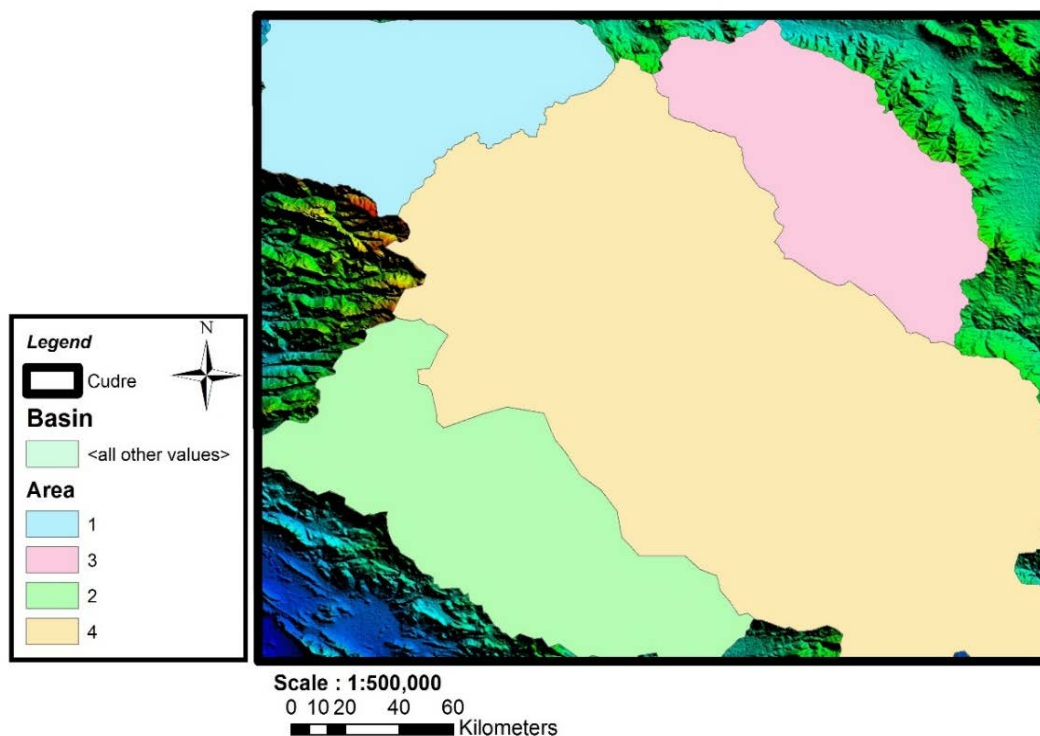 N
Legend
Cudre
Basin
<all other values>
Area
1
3
2
4
Scale : 1:500,000
0 10 20 40 60
Kilometers